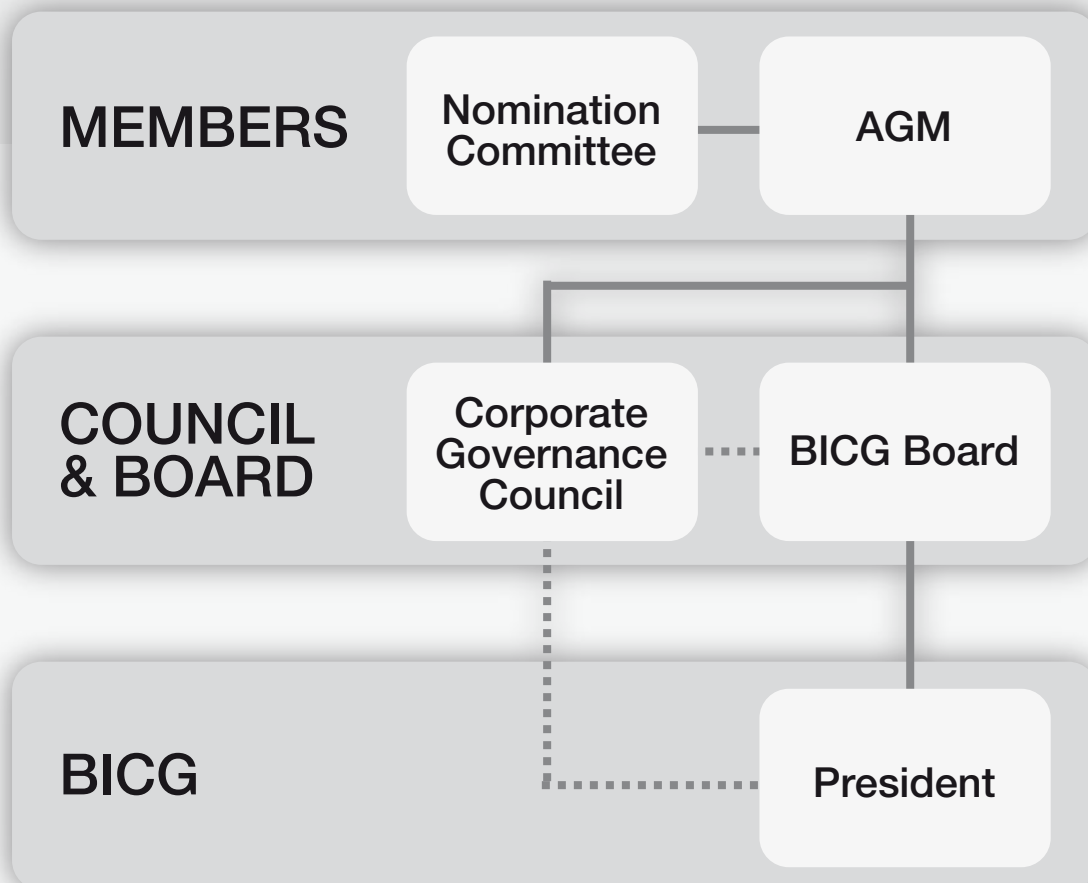 MEMBERS
Nomination
Committee
AGM
COUNCIL
& BOARD
Corporate
Governance
Council
BICG Board
BICG
President